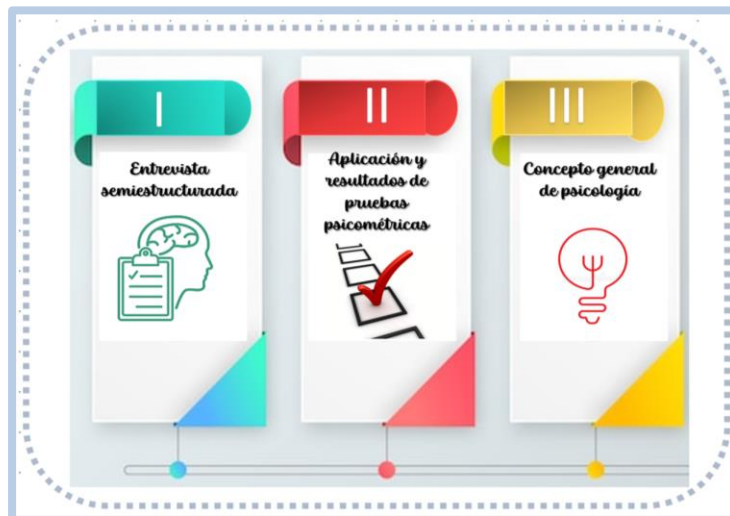 I
Entrevista
semiestructurada
II
Aplicación y
resultados de
pruebas
psicométricas
III
Concepto general
de psicología